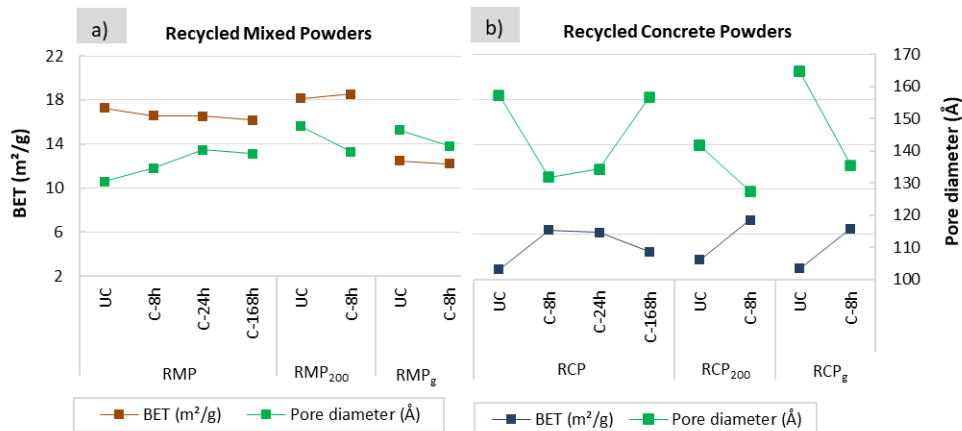 a)
Recycled Mixed Powders
BET (m²/g)
22
18
14
10
6
2
UC
C-8h
C-24h
C-168h
UC
C-8h
UC
C-8h
RMP
RMP₂₀₀
RMPg
BET (m²/g)
Pore diameter (Å)
b)
Recycled Concrete Powders
170
160
150
140
130
120
110
100
Pore diameter (Å)
UC
C-8h
C-24h
C-168h
UC
C-8h
UC
C-8h
RCP
RCP₂₀₀
RCPg
BET (m²/g)
Pore diameter (Å)